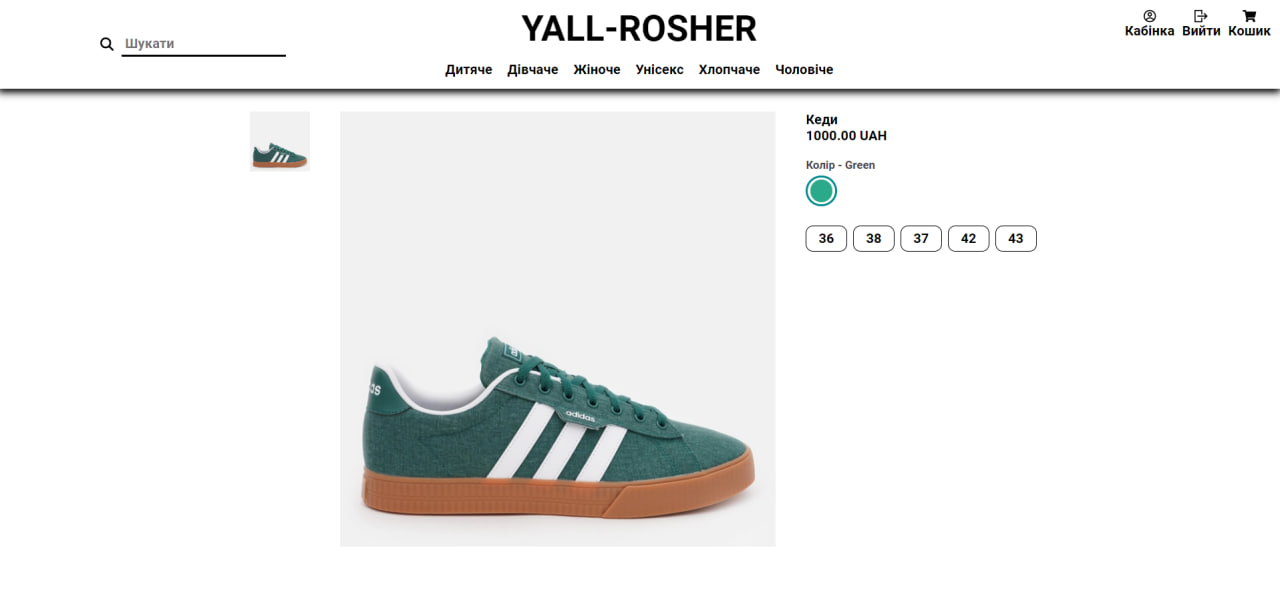 YALL-ROSHER
Шукати
Кабінка Вийти Кошик
Дитяче Дівчаче Жіноче Унісекс Хлопчаче Чоловіче
Кеди
1000.00 UAH
Колір - Green
36 38 37 42 43
adidas